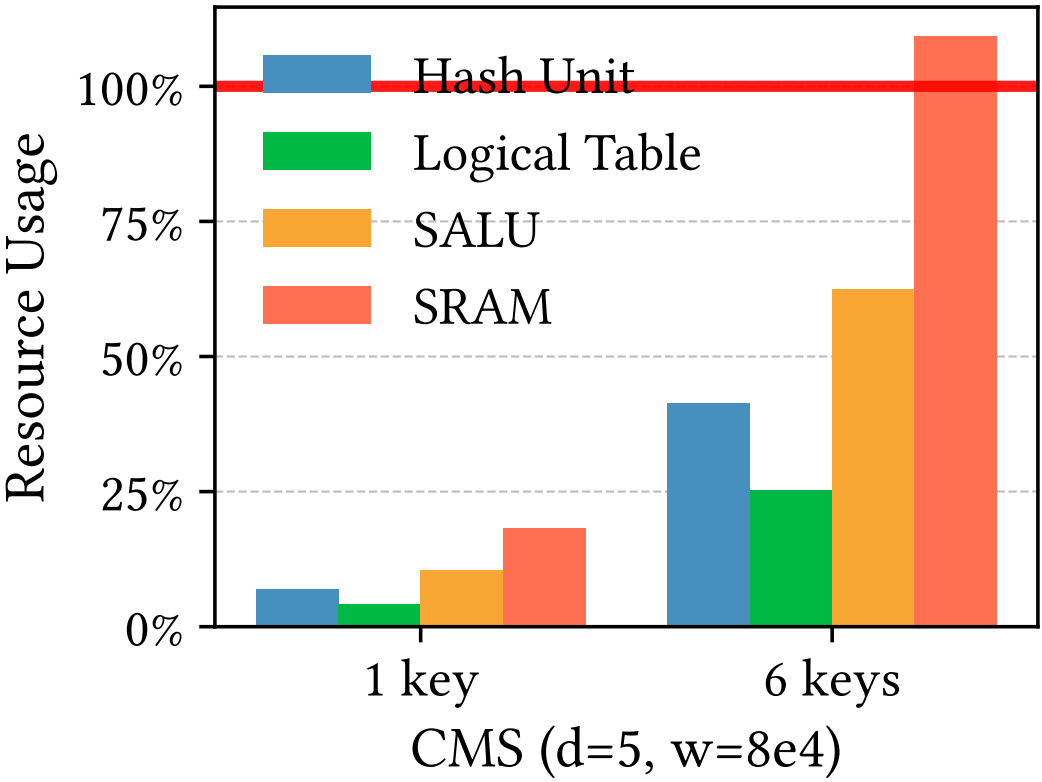 Resource Usage
100%
75%
50%
25%
0%
Hash Unit
Logical Table
SALU
SRAM
1 key
6 keys
CMS (d=5, w=8e4)